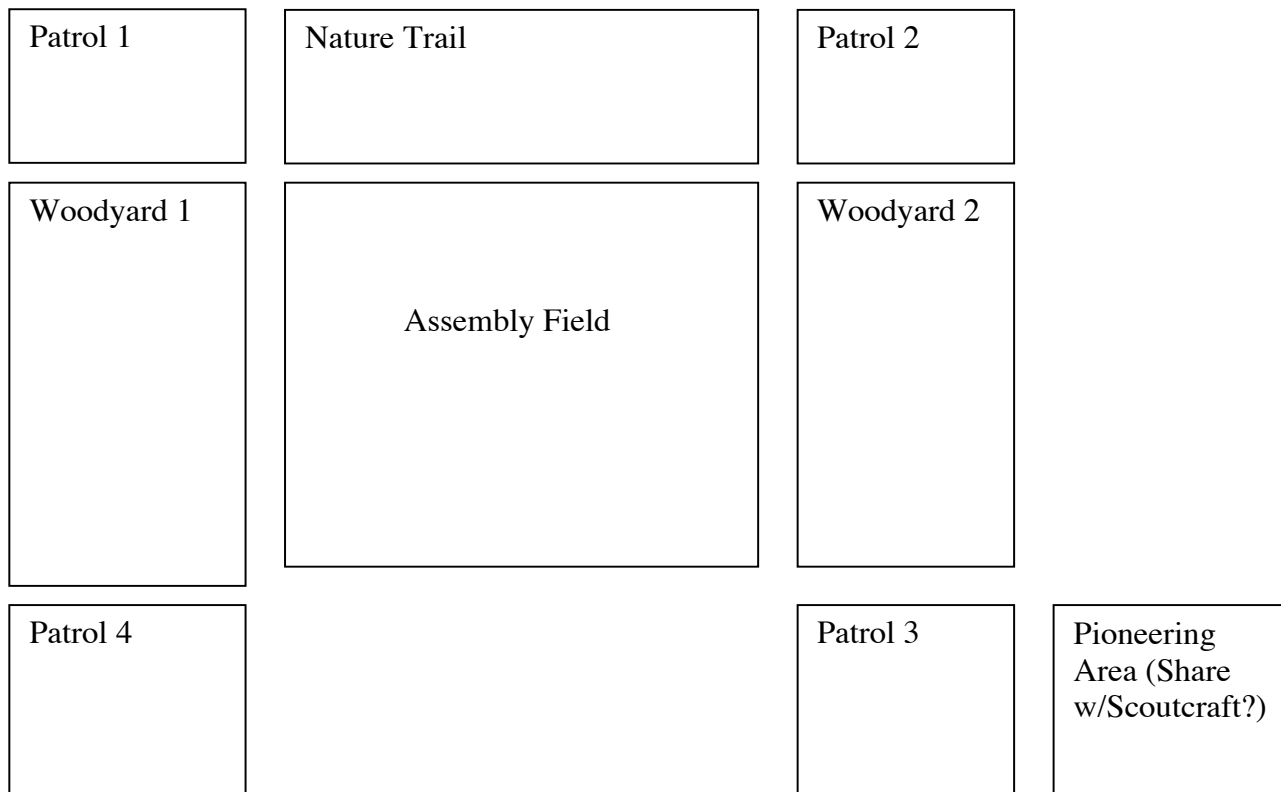 Patrol 1
Nature Trail
Patrol 2
Woodyard 1
Assembly Field
Woodyard 2
Patrol 4
Patrol 3
Pioneering
Area (Share
w/Scoutcraft?)